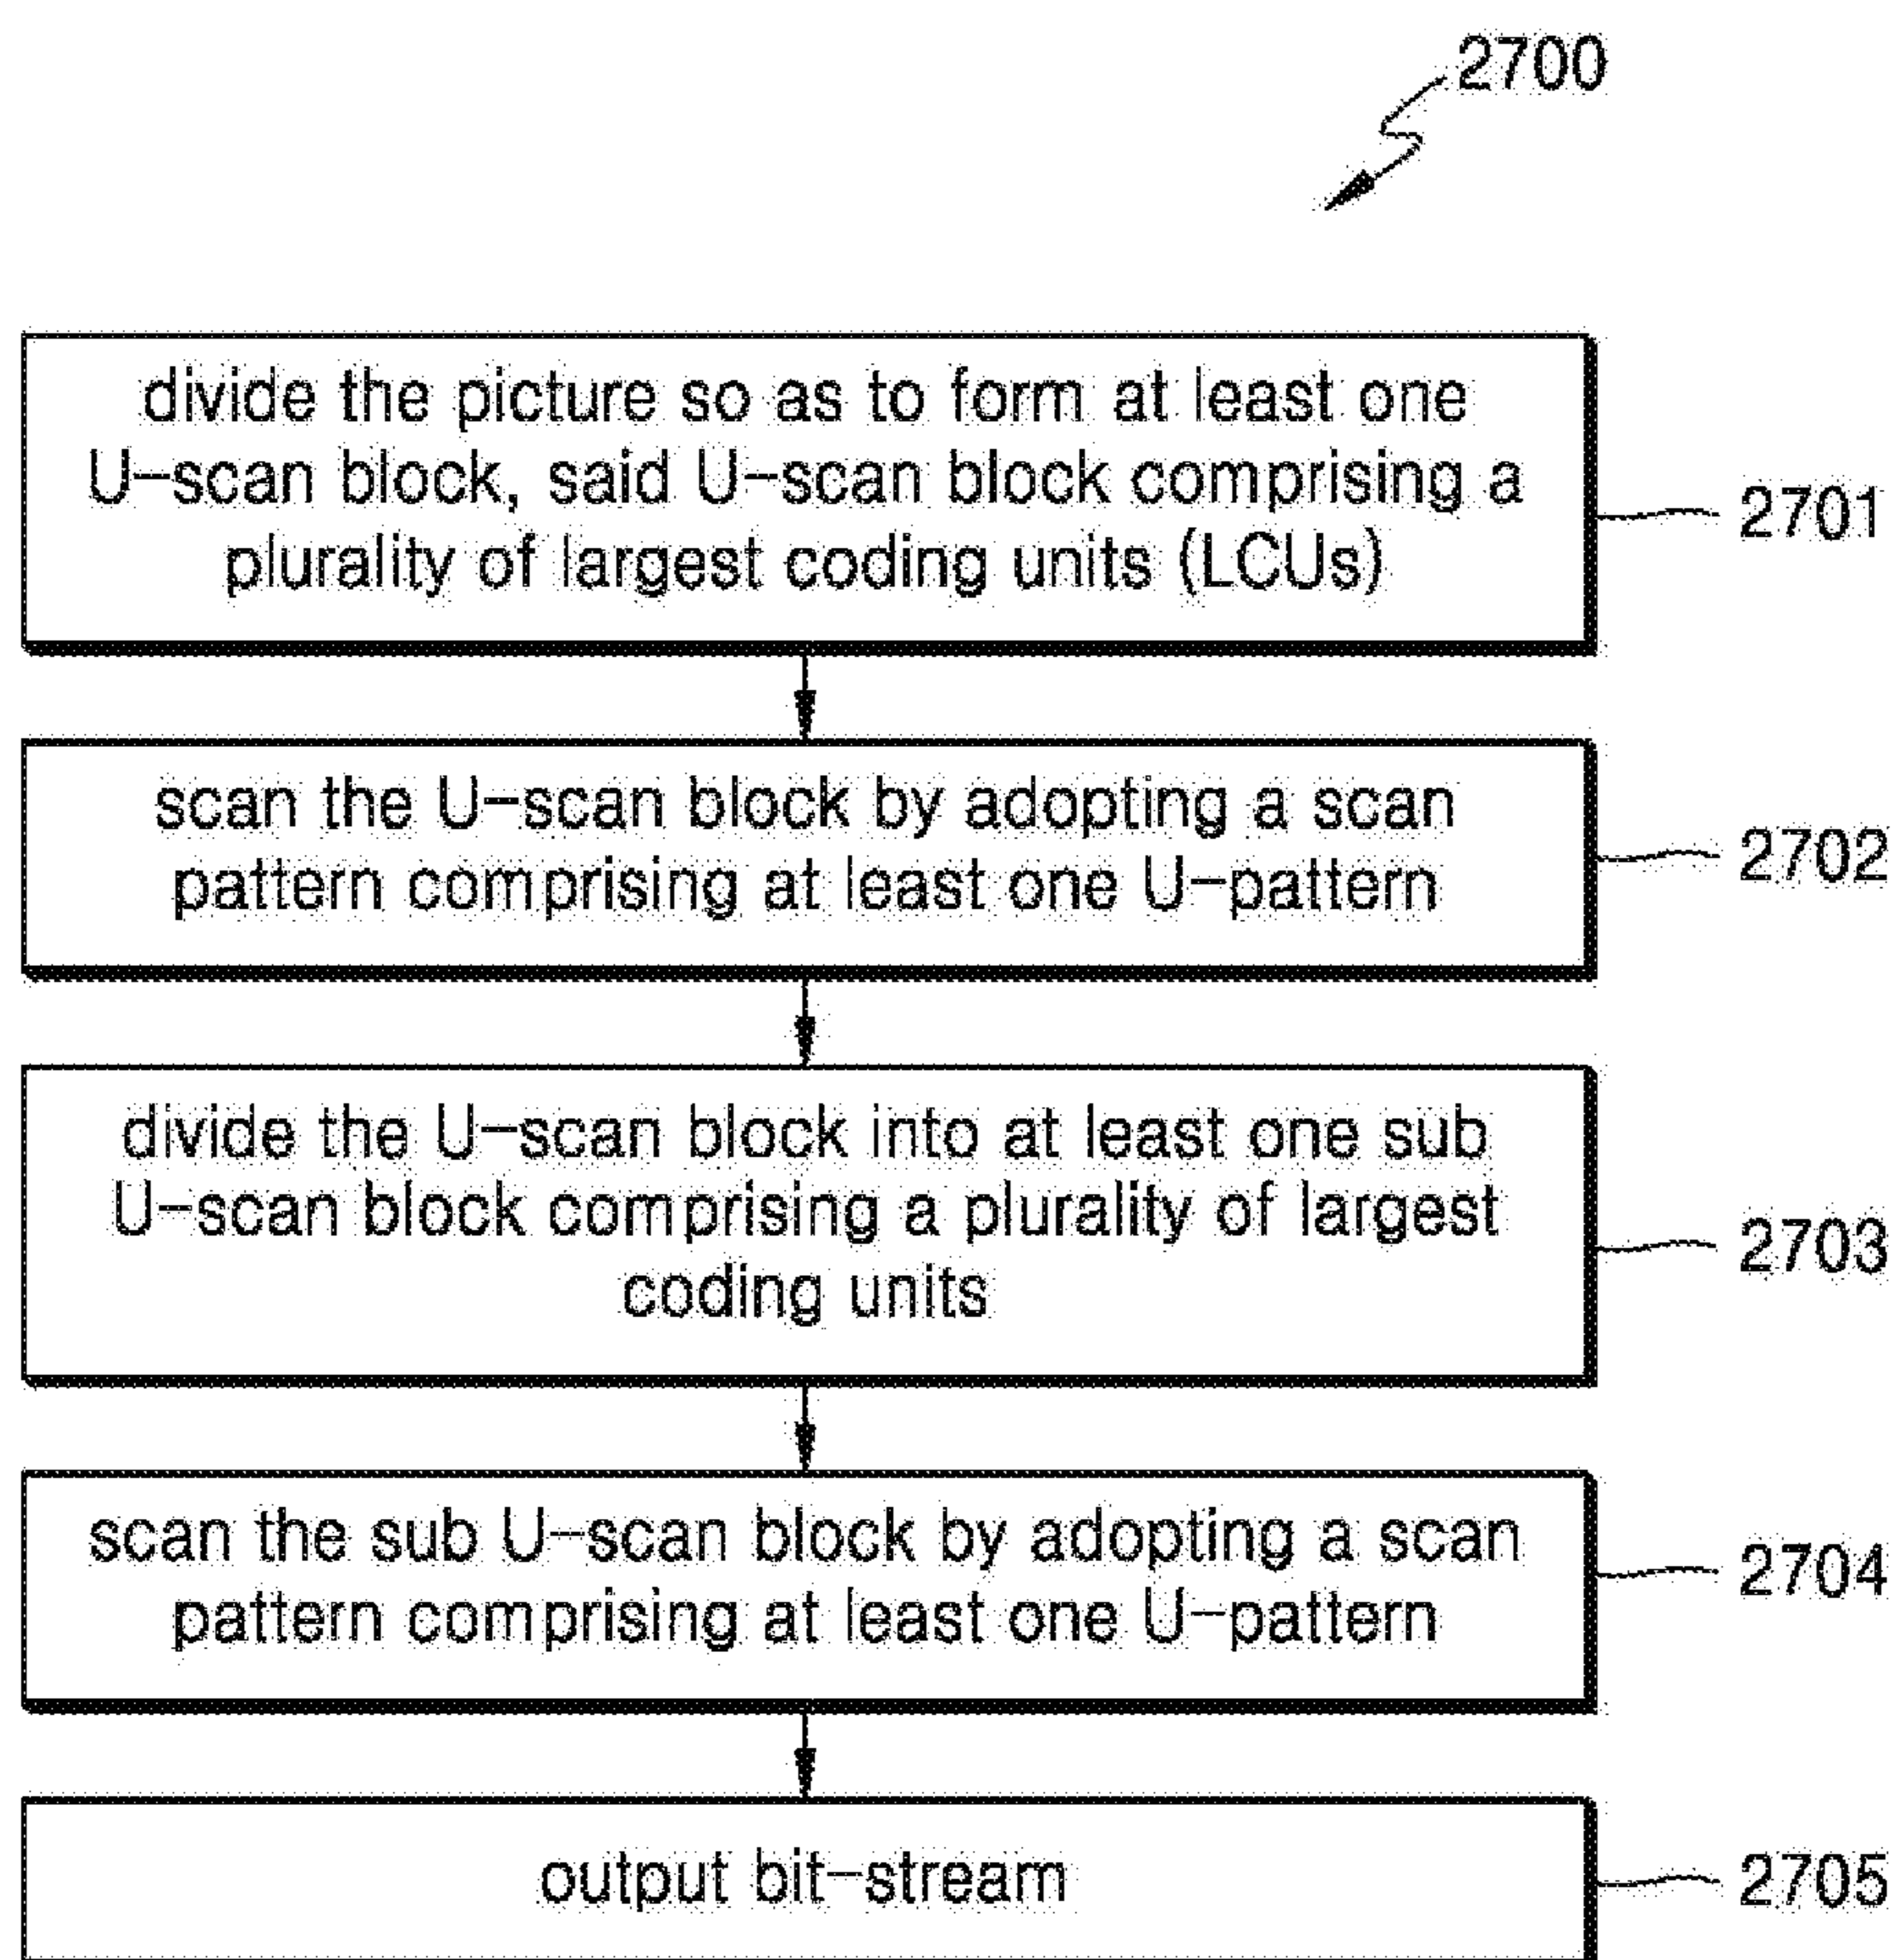 2700
divide the picture so as to form at least one
U-scan block, said U-scan block comprising a
plurality of largest coding units (LCUs)
2701
scan the U-scan block by adopting a scan
pattern comprising at least one U-pattern
2702
divide the U-scan block into at least one sub
U-scan block comprising a plurality of largest
coding units
2703
scan the sub U-scan block by adopting a scan
pattern comprising at least one U-pattern
2704
output bit-stream
2705